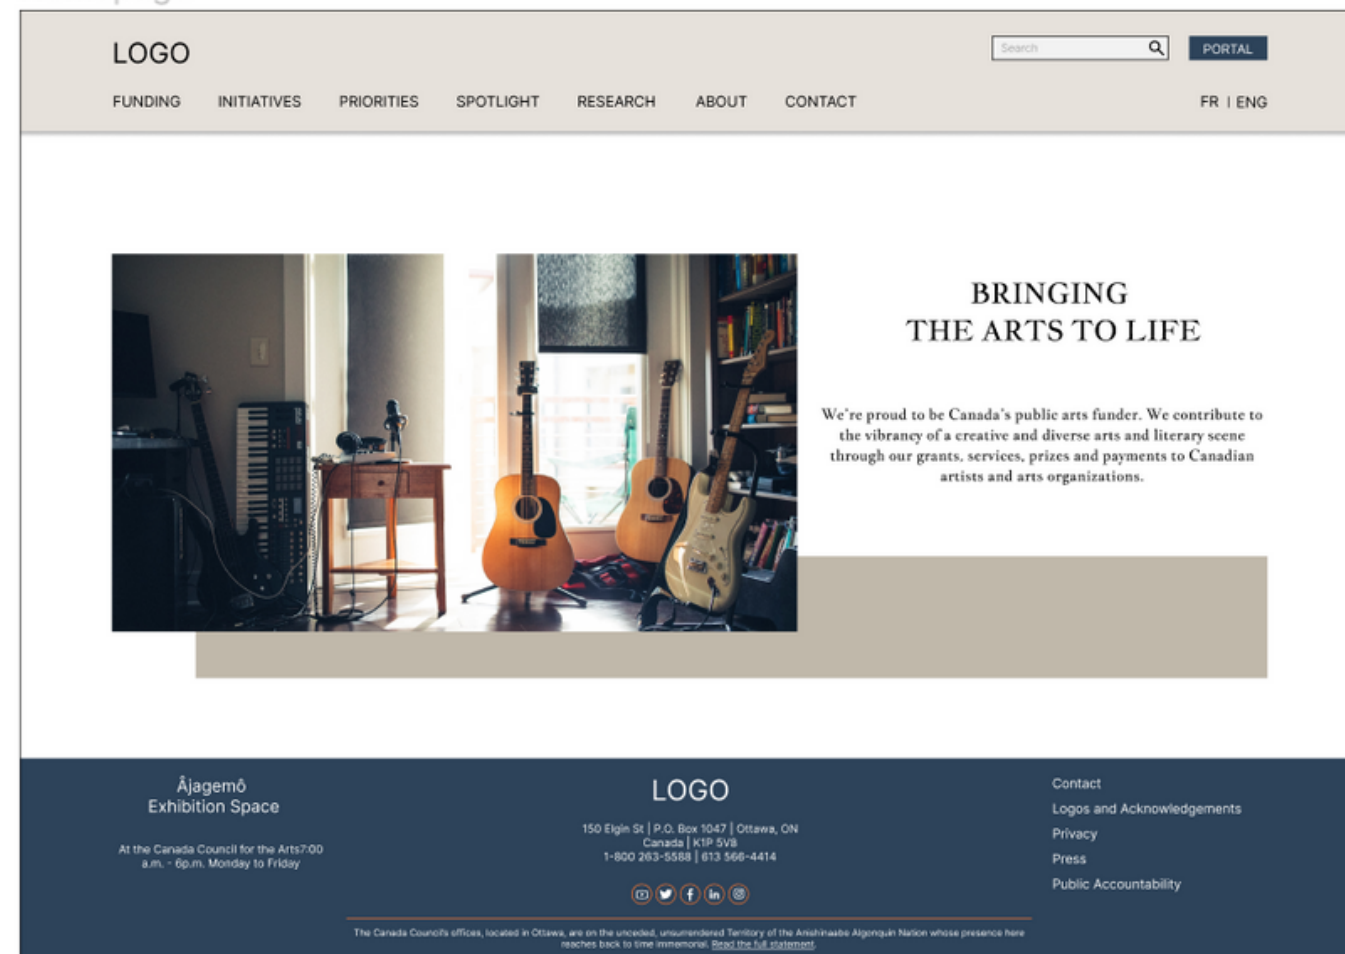 LOGO
Search
PORTAL
FUNDING INITIATIVES PRIORITIES SPOTLIGHT RESEARCH ABOUT CONTACT
FR | ENG
BRINGING
THE ARTS TO LIFE
We're proud to be Canada's public arts funder. We contribute to
the vibrancy of a creative and diverse arts and literary scene
through our grants, services, prizes and payments to Canadian
artists and arts organizations.
Âjagemô
Exhibition Space
At the Canada Council for the Arts7:00
a.m. - 6p.m. Monday to Friday
LOGO
150 Elgin St | P.O. Box 1047 | Ottawa, ON
Canada | K1P 5V8
1-800 263-5588 | 613 566-4414
Contact
Logos and Acknowledgements
Privacy
Press
Public Accountability
The Canada Council's offices, located in Ottawa, are on the unceded, unsurrendered Territory of the Anishinaabe Algonquin Nation whose presence here
reaches back to time immemorial. Read the full statement.